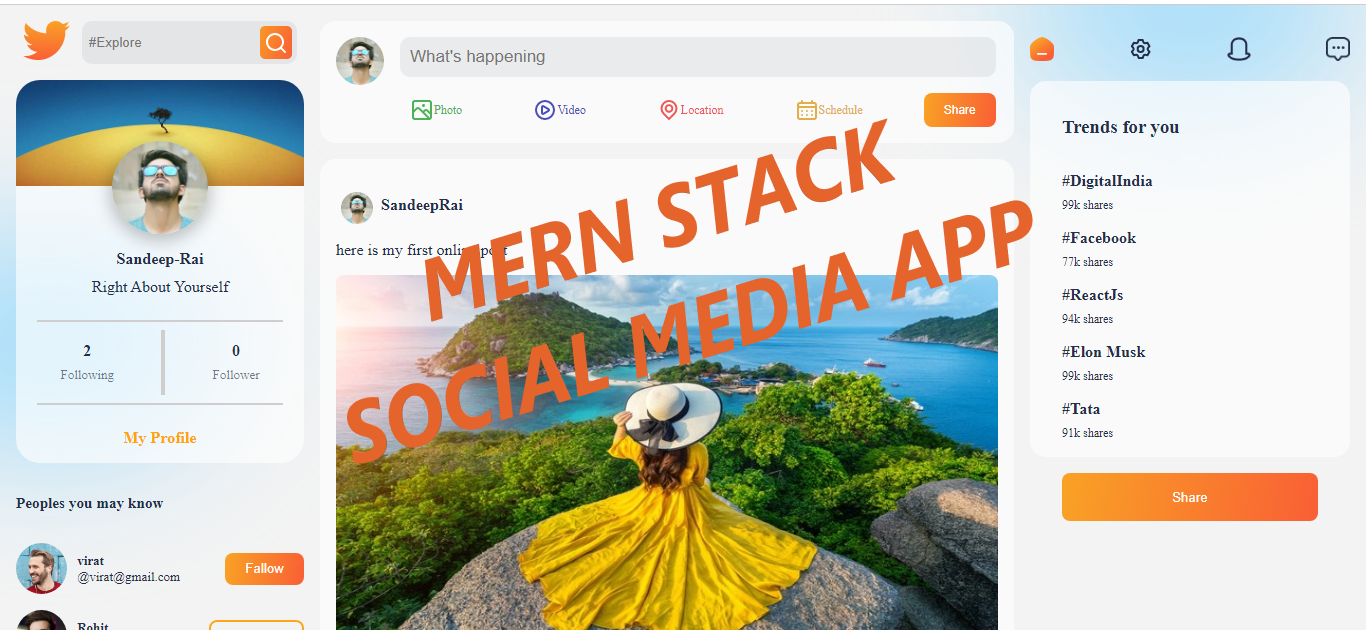 #Explore
Sandeep-Rai
Right About Yourself
2
0
Following
Follower
My Profile
Peoples you may know
virat
@virat@gmail.com
Fallow
Rohit
What's happening
Photo
Video
Location
Schedule
Share
SandeepRai
here is my first online post
MERN STACK
SOCIAL MEDIA APP
Trends for you
#DigitalIndia
99k shares
#Facebook
77k shares
#ReactJs
94k shares
#Elon Musk
99k shares
#Tata
91k shares
Share